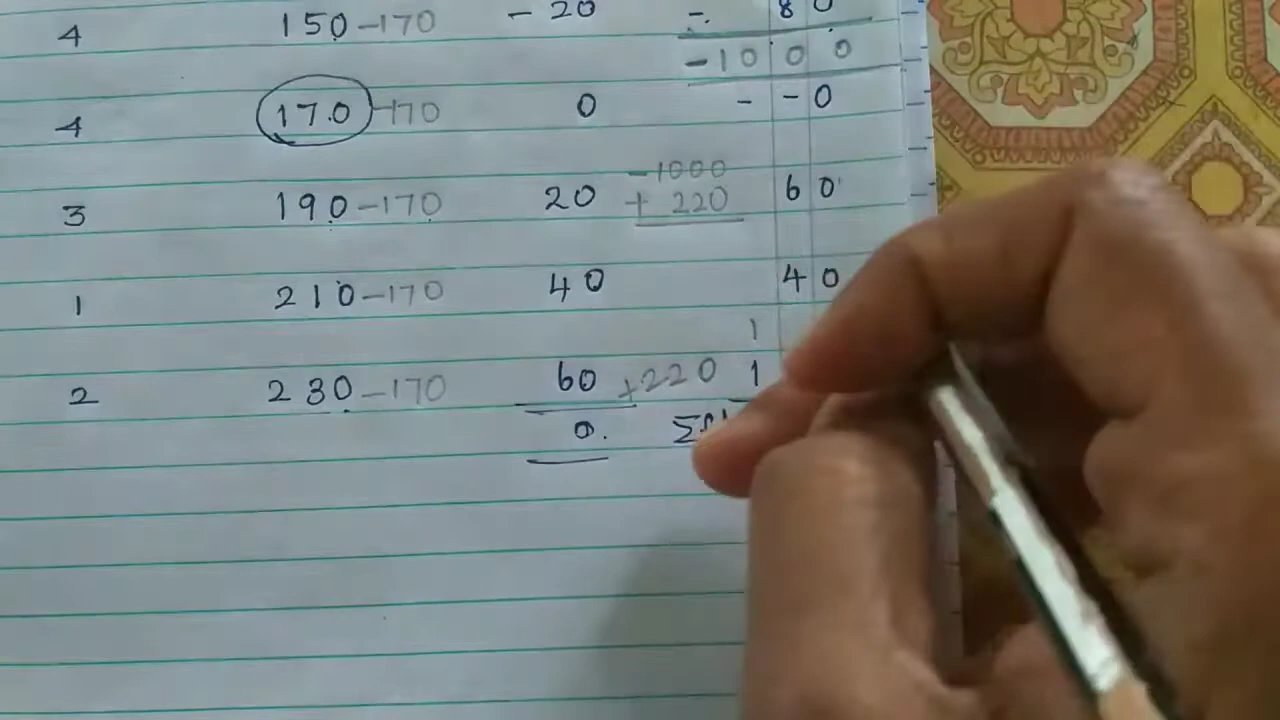 4 150-170 -20 - 80
-1000
4 170-170 0 - -0
-1000
3 190-170 20 + 220 60
1 210-170 40 40
1
2 230-170 60 +220 1
0.